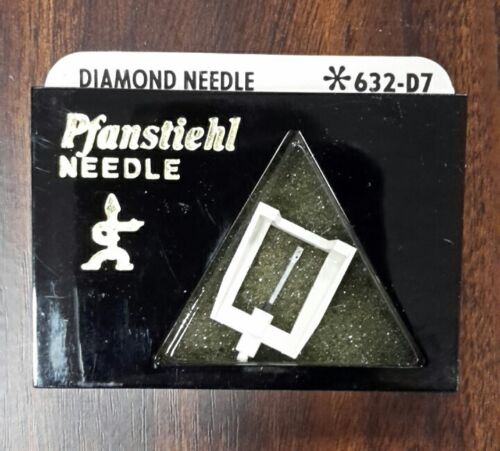 DIAMOND NEEDLE *632-D7
Pfanstiehl
NEEDLE